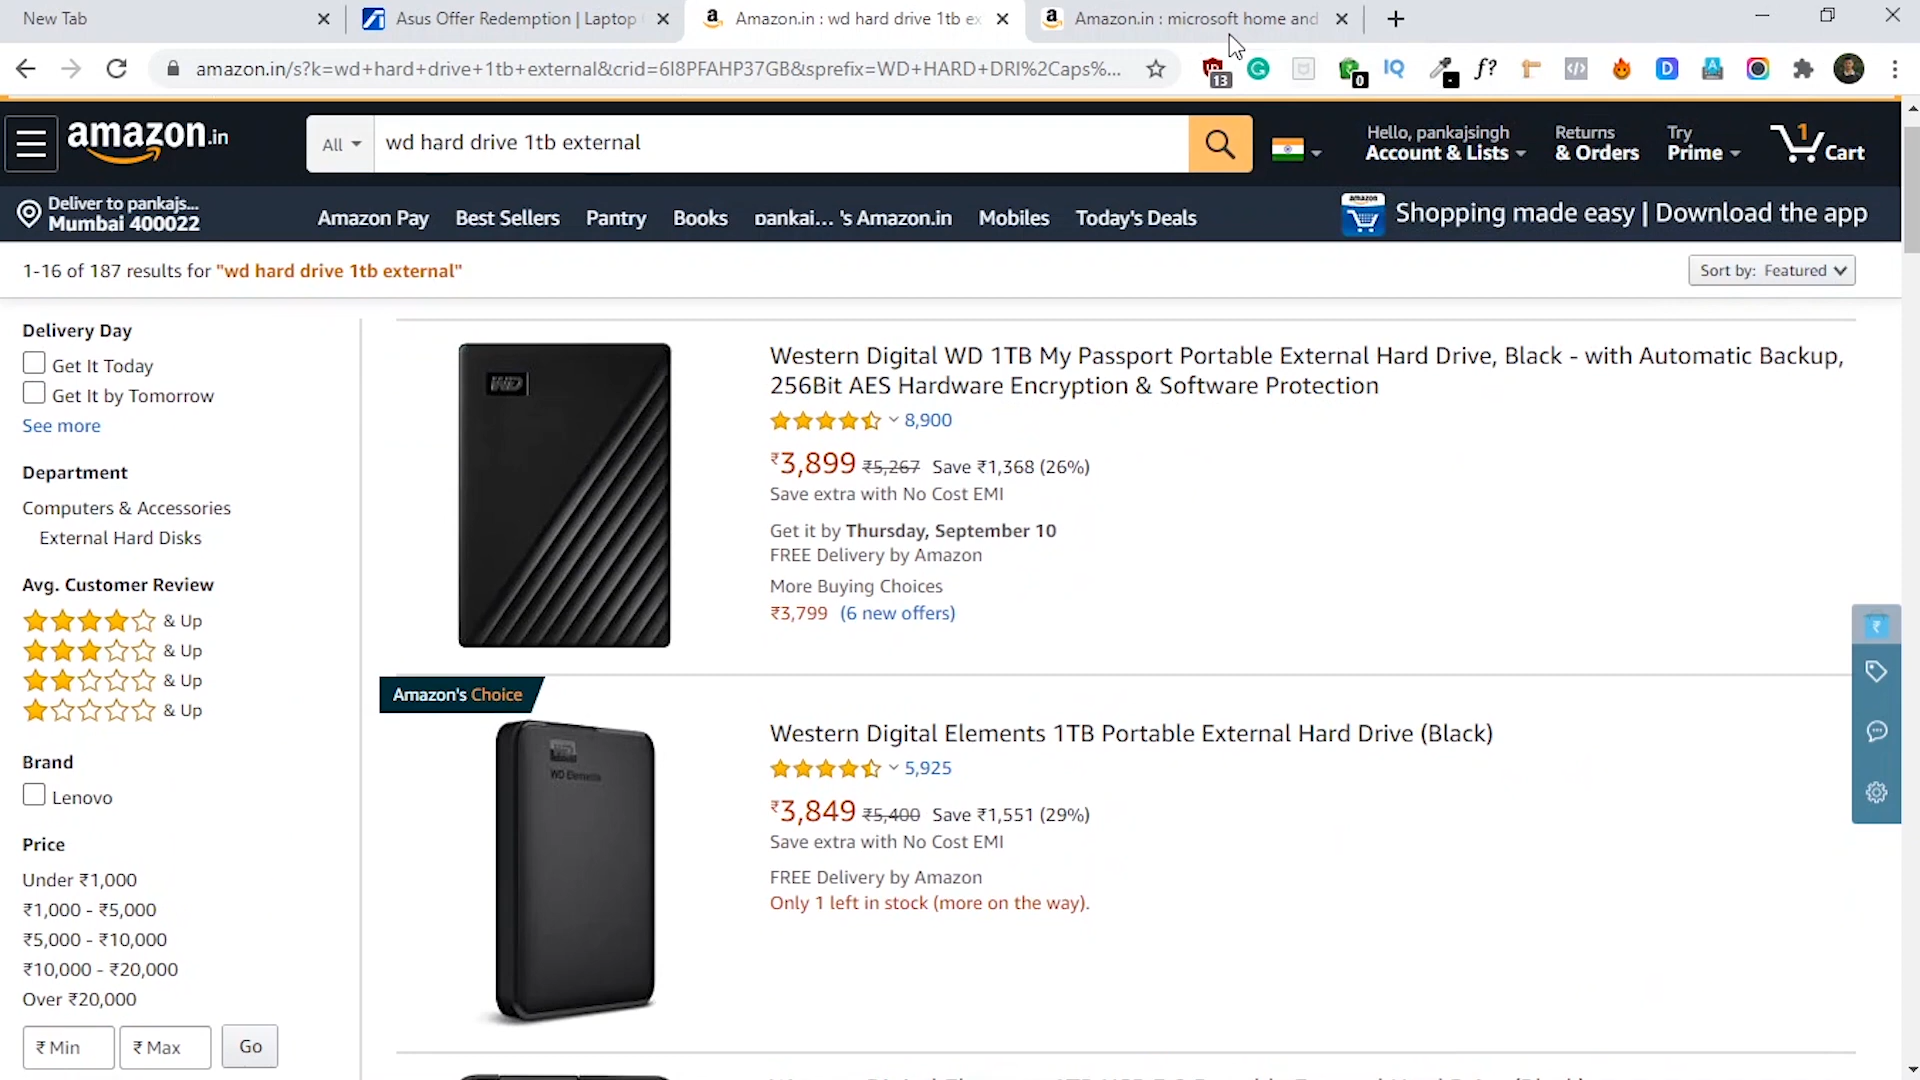 New Tab
Asus Offer Redemption | Laptop
Amazon.in : wd hard drive 1tb ex
Amazon.in : microsoft home and
amazon.in/s?k=wd+hard+drive+1tb+external&crid=6I8PFAHP37GB&sprefix=WD+HARD+DRI%2Caps%...
13
0
IQ
f?
D
amazon.in
All
wd hard drive 1tb external
Hello, pankajsingh
Account & Lists
Returns
& Orders
Try
Prime
1
Cart
Deliver to pankajs...
Mumbai 400022
Amazon Pay
Best Sellers
Pantry
Books
pankaj... 's Amazon.in
Mobiles
Today's Deals
amazon
Shopping made easy | Download the app
1-16 of 187 results for "wd hard drive 1tb external"
Sort by: Featured
Delivery Day
Get It Today
Get It by Tomorrow
See more
Department
Computers & Accessories
External Hard Disks
Avg. Customer Review
& Up
& Up
& Up
& Up
Brand
Lenovo
Price
Under ₹1,000
₹1,000 - ₹5,000
₹5,000 - ₹10,000
₹10,000 - ₹20,000
Over ₹20,000
₹ Min
₹ Max
Go
WD
Western Digital WD 1TB My Passport Portable External Hard Drive, Black - with Automatic Backup,
256Bit AES Hardware Encryption & Software Protection
8,900
₹3,899 ₹5,267 Save ₹1,368 (26%)
Save extra with No Cost EMI
Get it by Thursday, September 10
FREE Delivery by Amazon
More Buying Choices
₹3,799 (6 new offers)
Amazon's Choice
WD
WD Elements
Western Digital Elements 1TB Portable External Hard Drive (Black)
5,925
₹3,849 ₹5,400 Save ₹1,551 (29%)
Save extra with No Cost EMI
FREE Delivery by Amazon
Only 1 left in stock (more on the way).